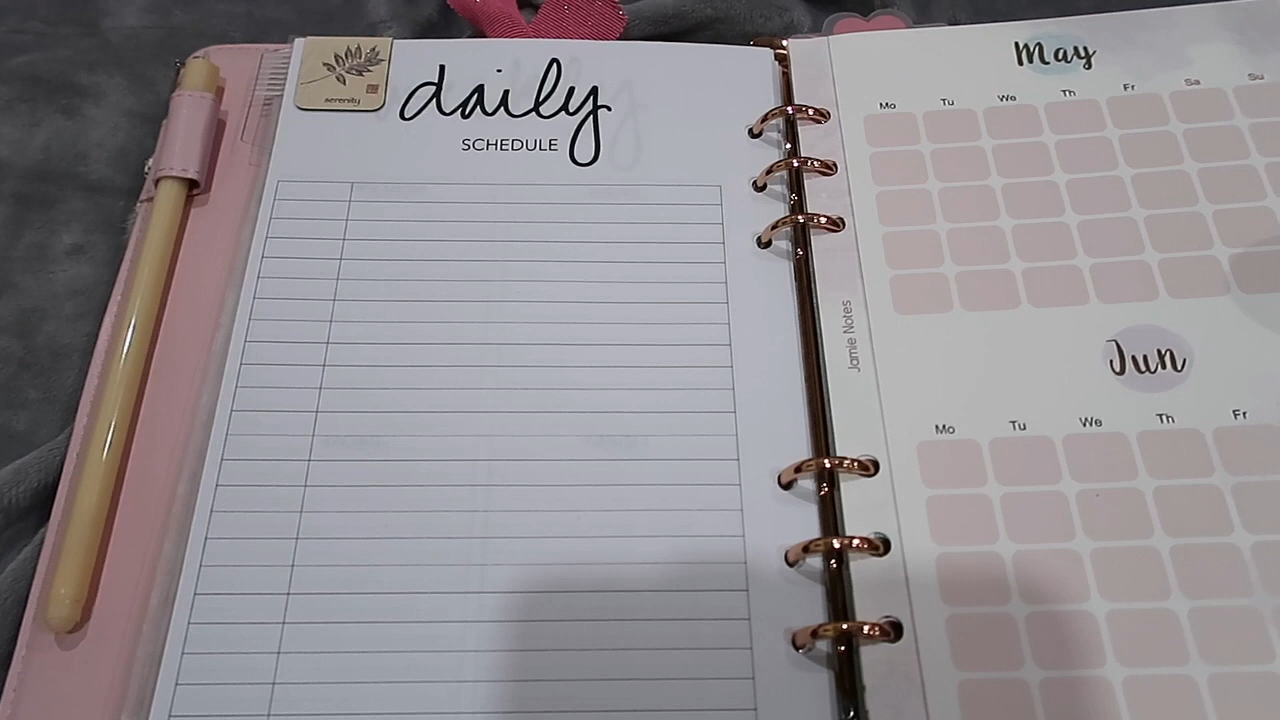 serenity
daily
SCHEDULE
Jamie Notes
May
Mo Tu We Th Fr Sa Su
Jun
Mo Tu We Th Fr